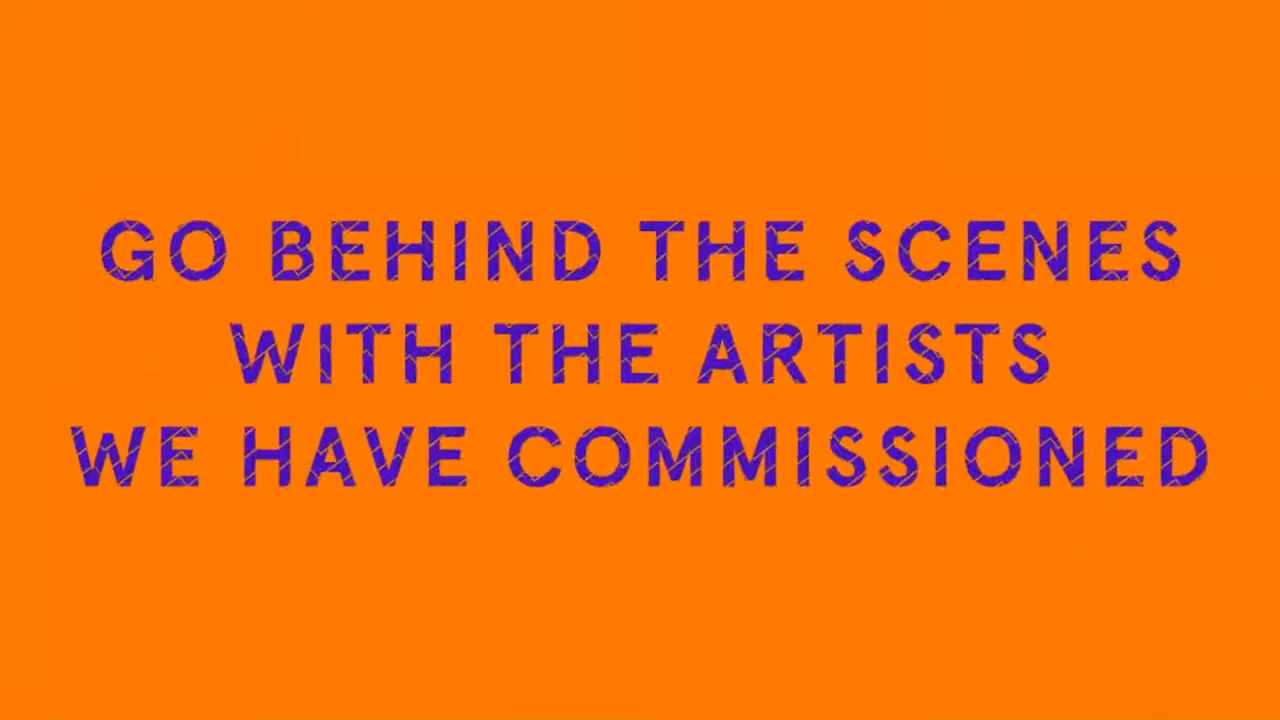 GO BEHIND THE SCENES
WITH THE ARTISTS
WE HAVE COMMISSIONED